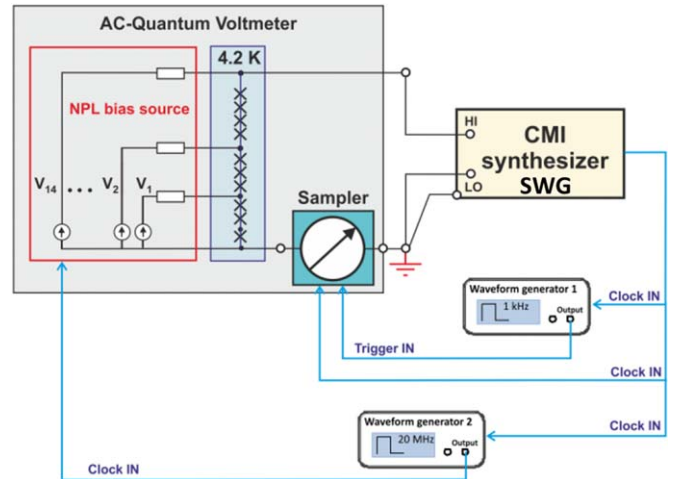 AC-Quantum Voltmeter
4.2 K
NPL bias source
V14 • • • V2 V1
Sampler
HI
LO
CMI
synthesizer
SWG
Waveform generator 1
1 kHz
Output
Clock IN
Trigger IN
Clock IN
Waveform generator 2
20 MHz
Output
Clock IN
Clock IN